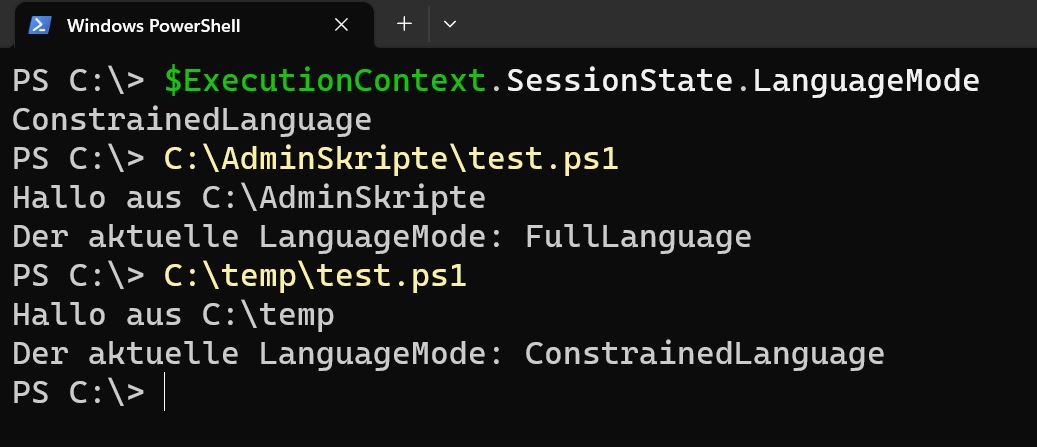 Windows PowerShell
PS C:\> $ExecutionContext.SessionState.LanguageMode
ConstrainedLanguage
PS C:\> C:\AdminSkripte\test.ps1
Hallo aus C:\AdminSkripte
Der aktuelle LanguageMode: FullLanguage
PS C:\> C:\temp\test.ps1
Hallo aus C:\temp
Der aktuelle LanguageMode: ConstrainedLanguage
PS C:\>